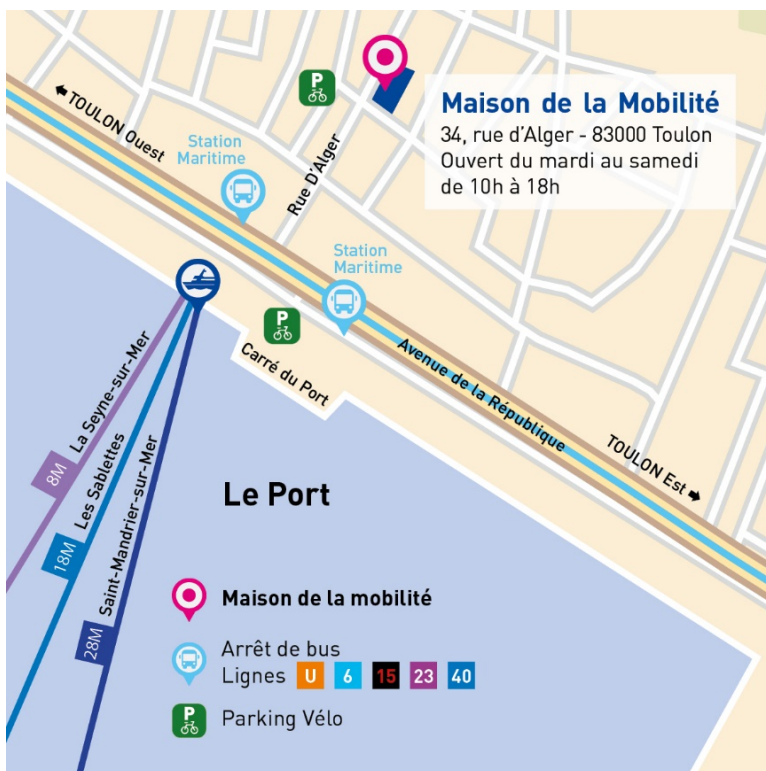 P
Maison de la Mobilité
34, rue d'Alger - 83000 Toulon
Ouvert du mardi au samedi
de 10h à 18h
TOULON Ouest
Station
Maritime
Rue D'Alger
Station
Maritime
P
Carré du Port
Avenue de la République
TOULON Est
8M La Seyne-sur-Mer
18M Les Sablettes
28M Saint-Mandrier-sur-Mer
Le Port
Maison de la mobilité
Arrêt de bus
Lignes U 6 15 23 40
P Parking Vélo